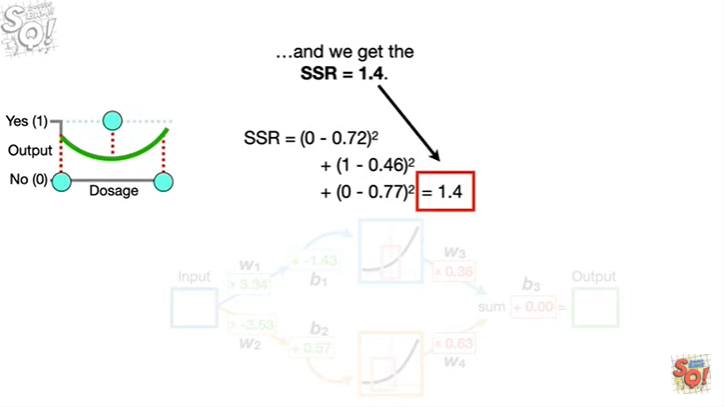 …and we get the
SSR = 1.4.
Yes (1)
Output
No (0)
Dosage
SSR = (0 - 0.72)²
+ (1 - 0.46)²
+ (0 - 0.77)² = 1.4
Input
w₁
x 3.34
+ -1.43
b₁
w₃
x 0.36
b₃
Output
sum + 0.00 =
x -3.53
w₂
b₂
+ 0.57
x 0.63
w₄
SQ!